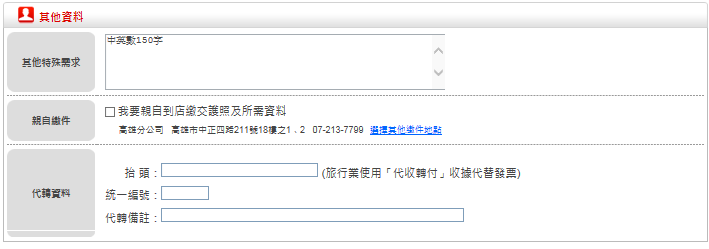 其他資料
其他特殊需求
中英數150字
親自繳件
我要親自到店繳交護照及所需資料
高雄分公司 高雄市中正四路211號18樓之1、2 07-213-7799 選擇其他繳件地點
代轉資料
抬 頭：
(旅行業使用「代收轉付」收據代替發票)
統一編號：
代轉備註：